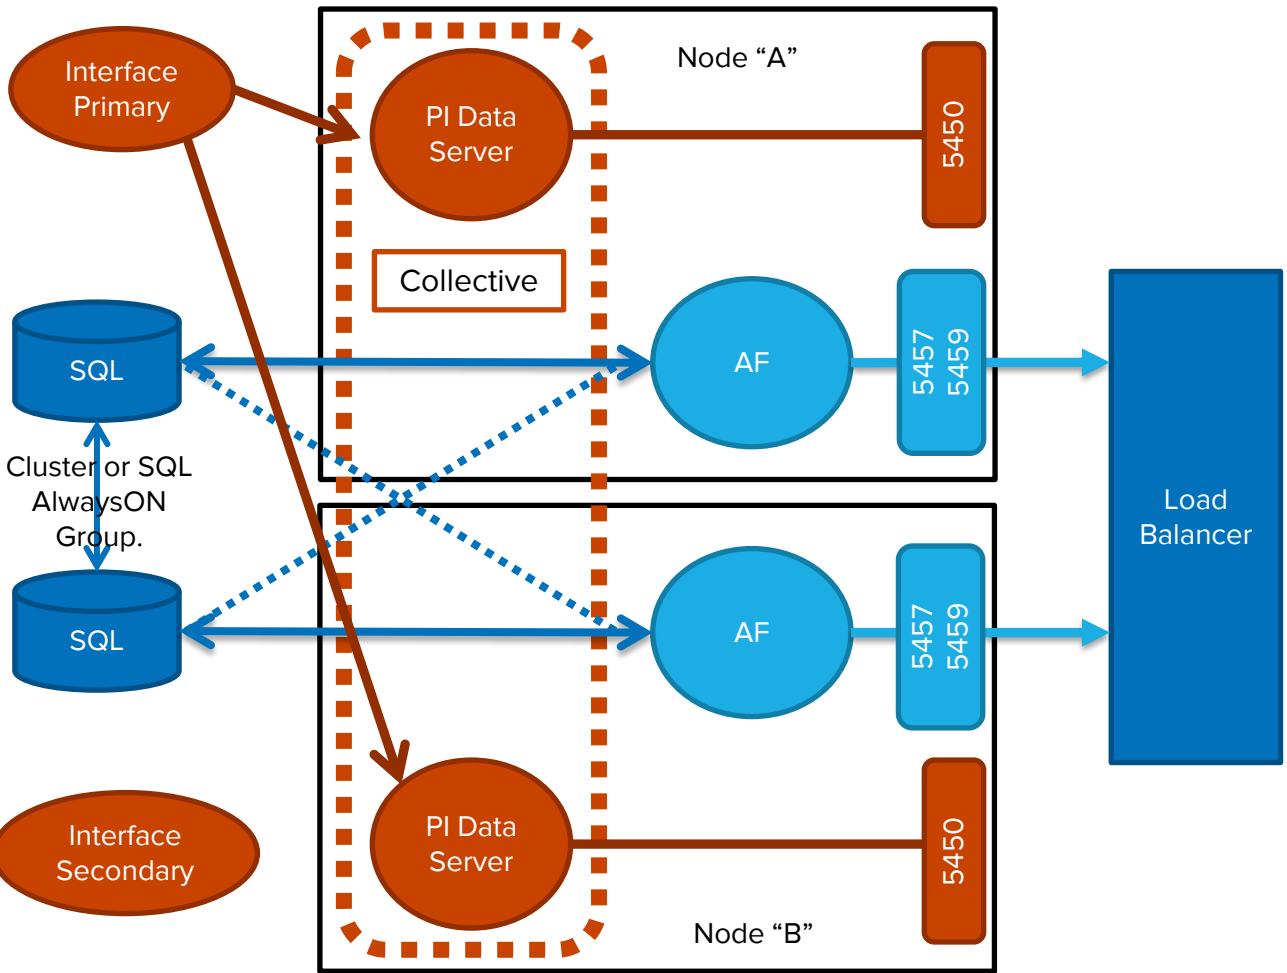 Interface
Primary
PI Data
Server
Node “A”
5450
Collective
SQL
AF
5457
5459
Cluster or SQL
AlwaysON
Group.
Load
Balancer
SQL
AF
5457
5459
Interface
Secondary
PI Data
Server
5450
Node “B”